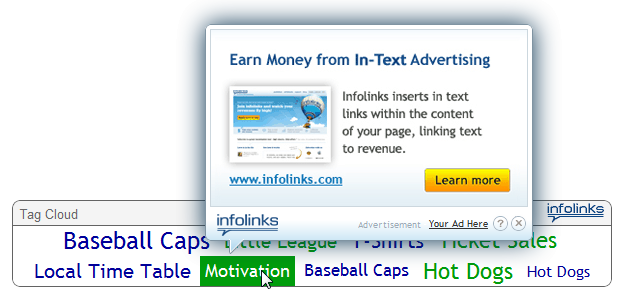 Earn Money from In-Text Advertising
Infolinks inserts in text
links within the content
of your page, linking text
to revenue.
www.infolinks.com
Learn more
infolinks
Advertisement Your Ad Here ? X
Tag Cloud
infolinks
Baseball Caps Little League T-Shirts Ticket Sales
Local Time Table Motivation Baseball Caps Hot Dogs Hot Dogs